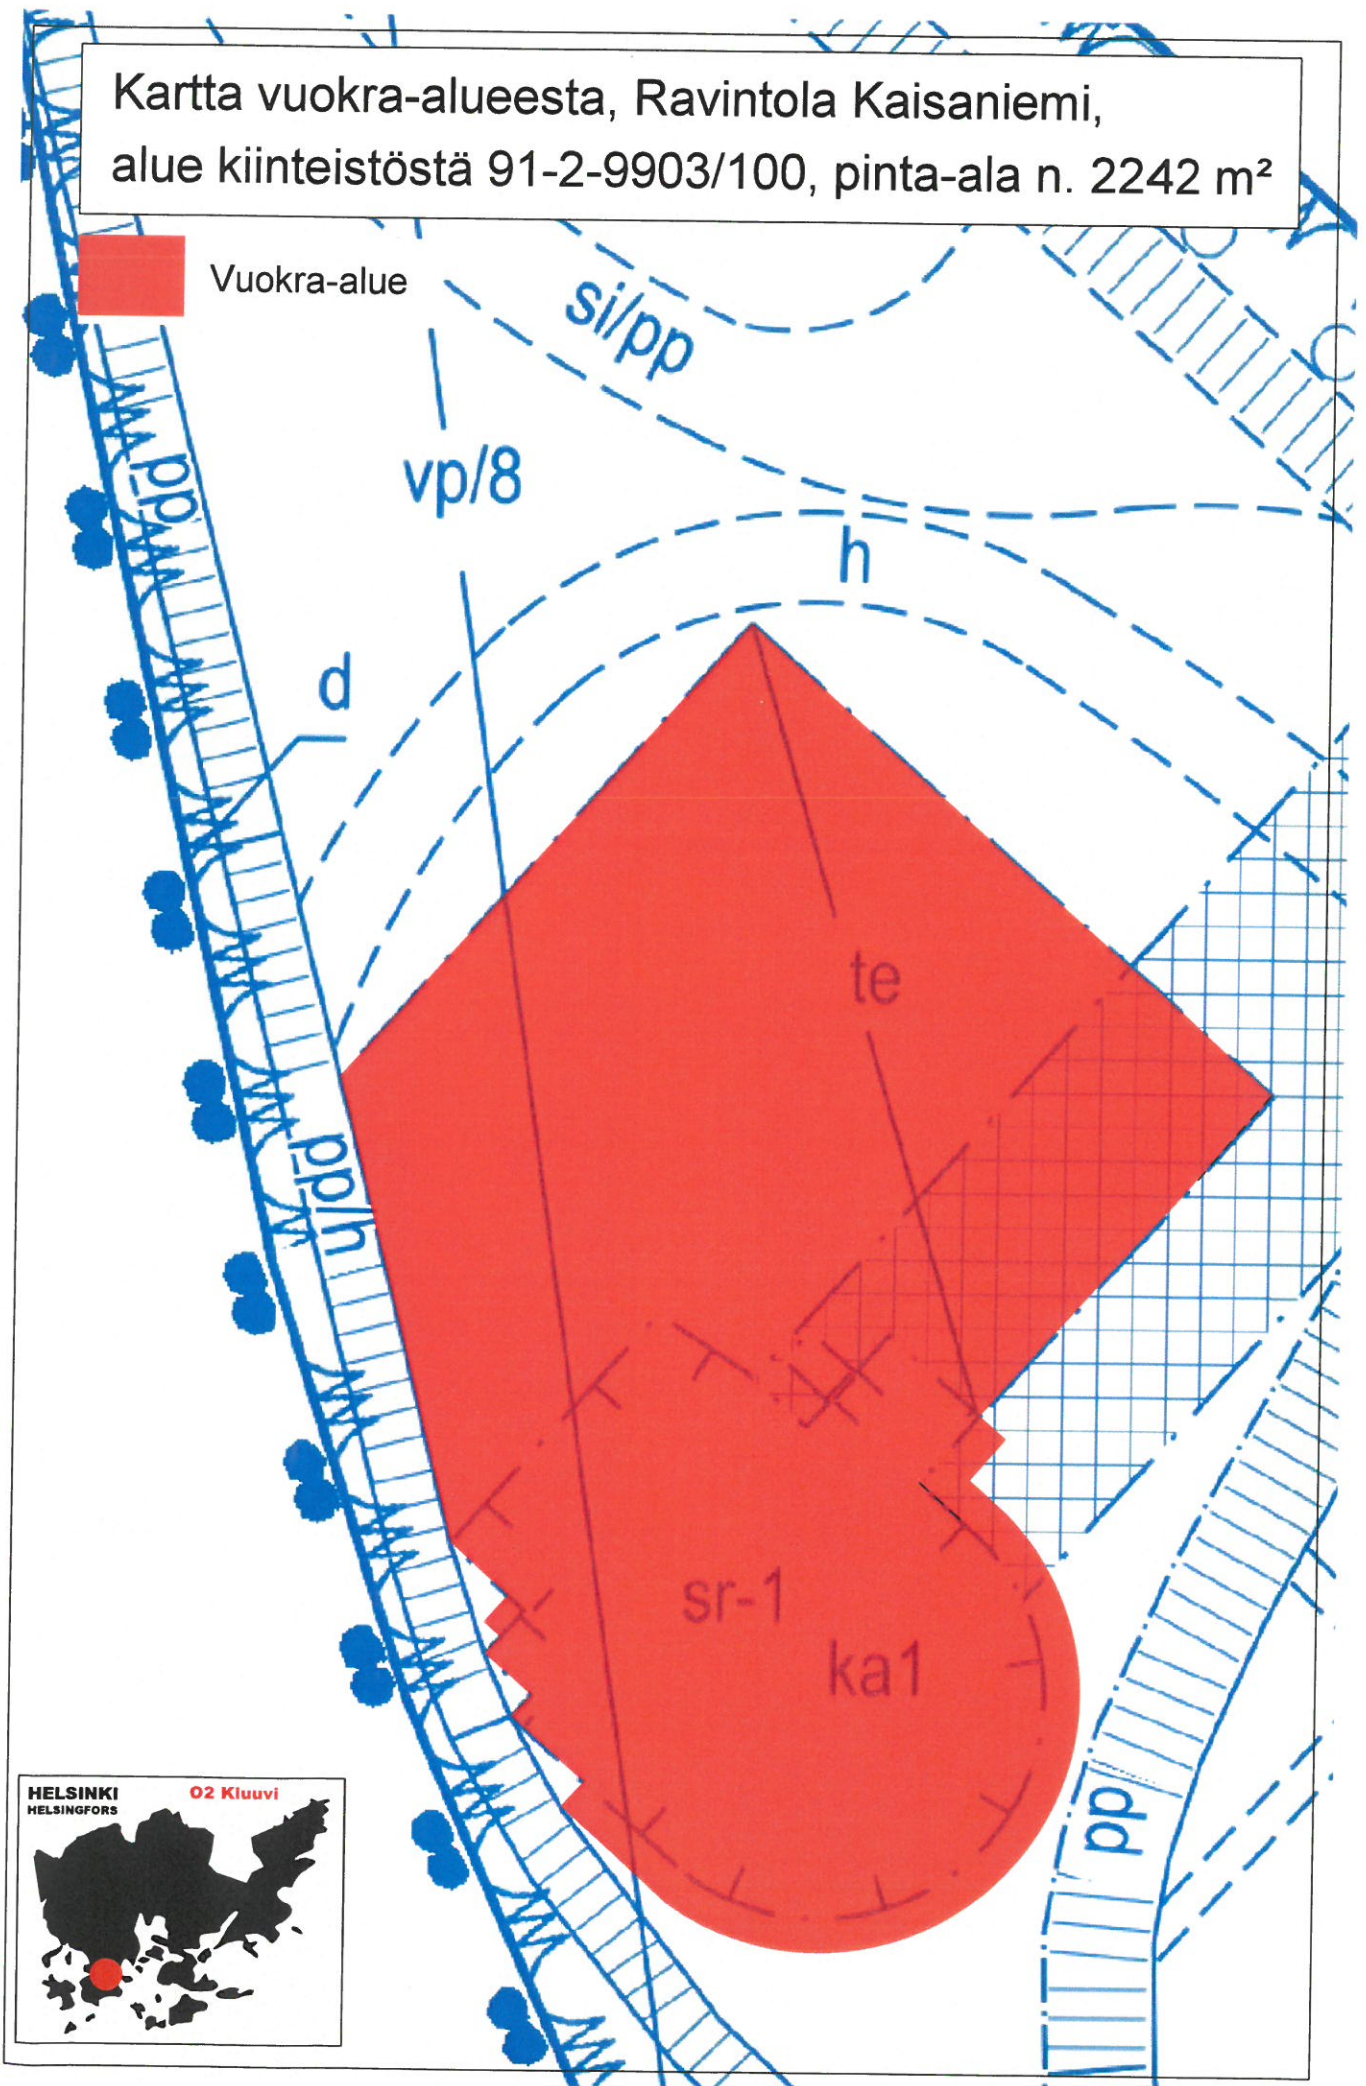 Kartta vuokra-alueesta, Ravintola Kaisaniemi,
alue kiinteistöstä 91-2-9903/100, pinta-ala n. 2242 m²
Vuokra-alue
si/pp
vp/8
pp
h
d
te
pp/h
sr-1
ka1
pp
HELSINKI
HELSINGFORS
02 Kluuvi